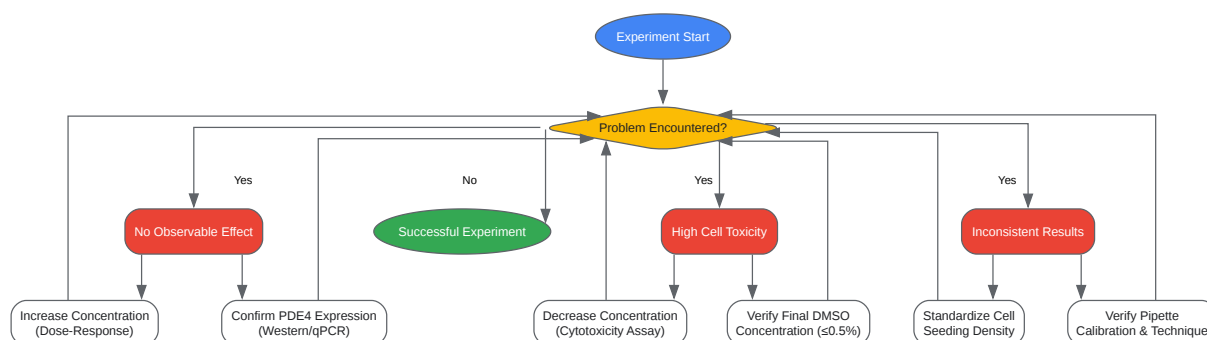 Experiment Start
Problem Encountered?
Yes
No
Yes
Yes
No Observable Effect
Successful Experiment
High Cell Toxicity
Inconsistent Results
Increase Concentration
(Dose-Response)
Confirm PDE4 Expression
(Western/qPCR)
Decrease Concentration
(Cytotoxicity Assay)
Verify Final DMSO
Concentration (≤0.5%)
Standardize Cell
Seeding Density
Verify Pipette
Calibration & Technique